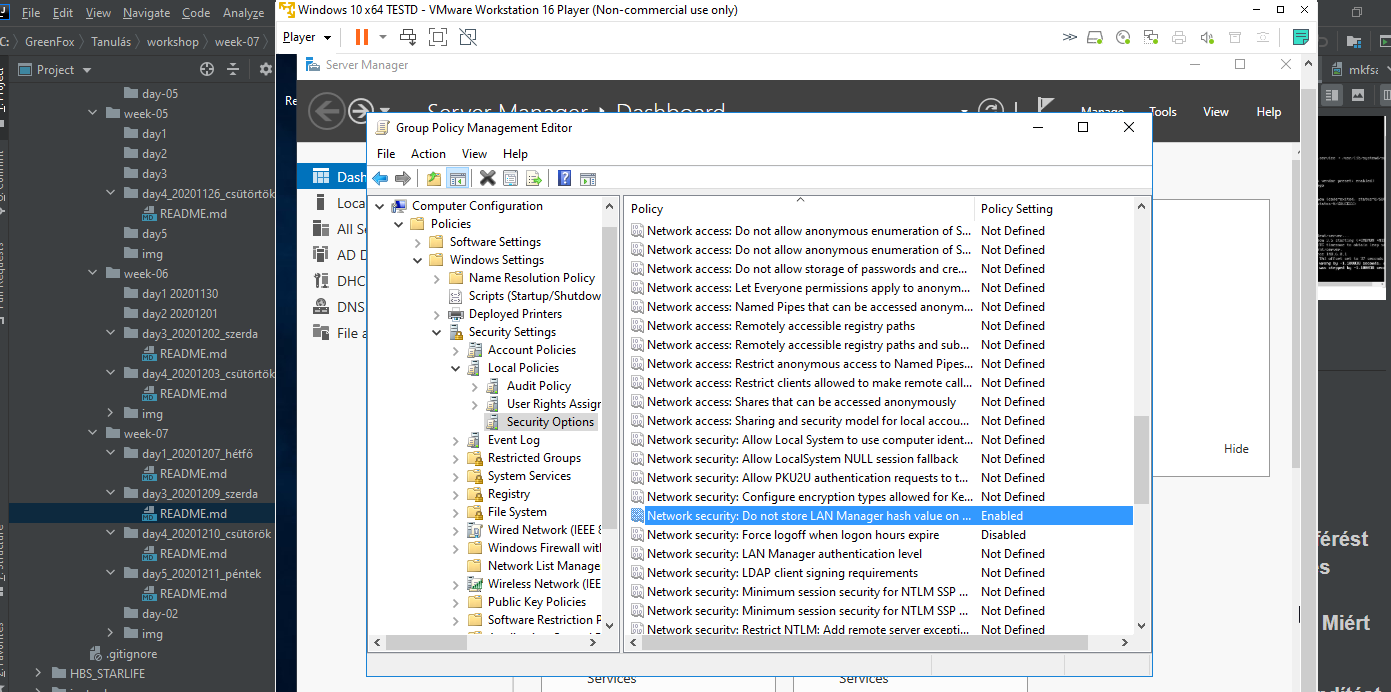 File Edit View Navigate Code Analyze
C: GreenFox Tanulás workshop week-07
Project
day-05
week-05
day1
day2
day3
day4_20201126_csütörtök
README.md
day5
img
week-06
day1 20201130
day2 20201201
day3_20201202_szerda
README.md
day4_20201203_csütörtök
README.md
img
week-07
day1_20201207_hétfő
README.md
day3_20201209_szerda
README.md
day4_20201210_csütörök
README.md
day5_20201211_péntek
README.md
day-02
img
.gitignore
HBS_STARLIFE
Windows 10 x64 TESTD - VMware Workstation 16 Player (Non-commercial use only)
Player
Server Manager
Server Manager Dashboard
Manage Tools View Help
Dash
Loca
All Se
AD D
DHC
DNS
File a
Hide
Services
Services
Group Policy Management Editor
File Action View Help
Computer Configuration
Policies
Software Settings
Windows Settings
Name Resolution Policy
Scripts (Startup/Shutdow
Deployed Printers
Security Settings
Account Policies
Local Policies
Audit Policy
User Rights Assigr
Security Options
Event Log
Restricted Groups
System Services
Registry
File System
Wired Network (IEEE 8
Windows Firewall with
Network List Manage
Wireless Network (IEE
Public Key Policies
Software Restriction P
Policy Policy Setting
Network access: Do not allow anonymous enumeration of S... Not Defined
Network access: Do not allow anonymous enumeration of S... Not Defined
Network access: Do not allow storage of passwords and cre... Not Defined
Network access: Let Everyone permissions apply to anonym... Not Defined
Network access: Named Pipes that can be accessed anonym... Not Defined
Network access: Remotely accessible registry paths Not Defined
Network access: Remotely accessible registry paths and sub... Not Defined
Network access: Restrict anonymous access to Named Pipes... Not Defined
Network access: Restrict clients allowed to make remote call... Not Defined
Network access: Shares that can be accessed anonymously Not Defined
Network access: Sharing and security model for local accou... Not Defined
Network security: Allow Local System to use computer ident... Not Defined
Network security: Allow LocalSystem NULL session fallback Not Defined
Network security: Allow PKU2U authentication requests to t... Not Defined
Network security: Configure encryption types allowed for Ke... Not Defined
Network security: Do not store LAN Manager hash value on ... Enabled
Network security: Force logoff when logon hours expire Disabled
Network security: LAN Manager authentication level Not Defined
Network security: LDAP client signing requirements Not Defined
Network security: Minimum session security for NTLM SSP ... Not Defined
Network security: Minimum session security for NTLM SSP ... Not Defined
Network security: Restrict NTLM: Add remote server excepti... Not Defined
mkfsa
férést
s
Miért